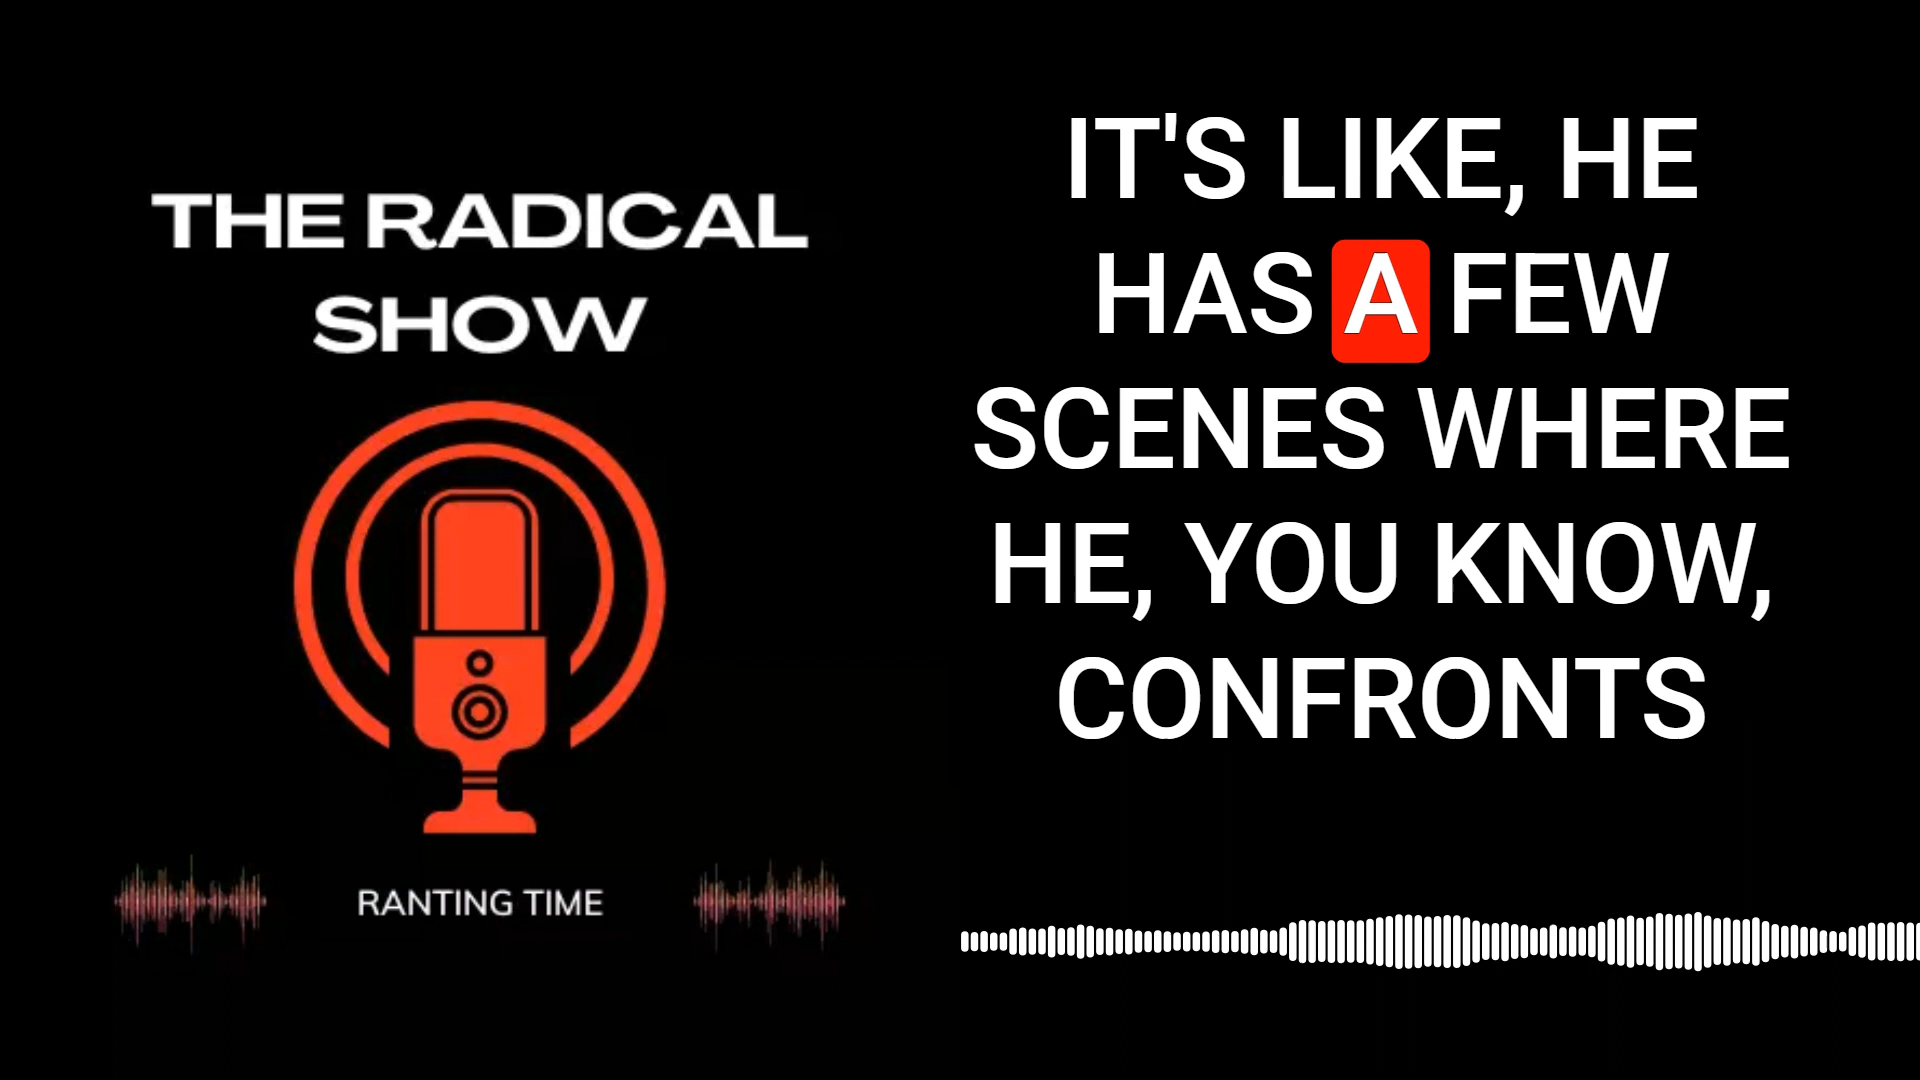 THE RADICAL
SHOW
RANTING TIME
IT'S LIKE, HE
HAS A FEW
SCENES WHERE
HE, YOU KNOW,
CONFRONTS